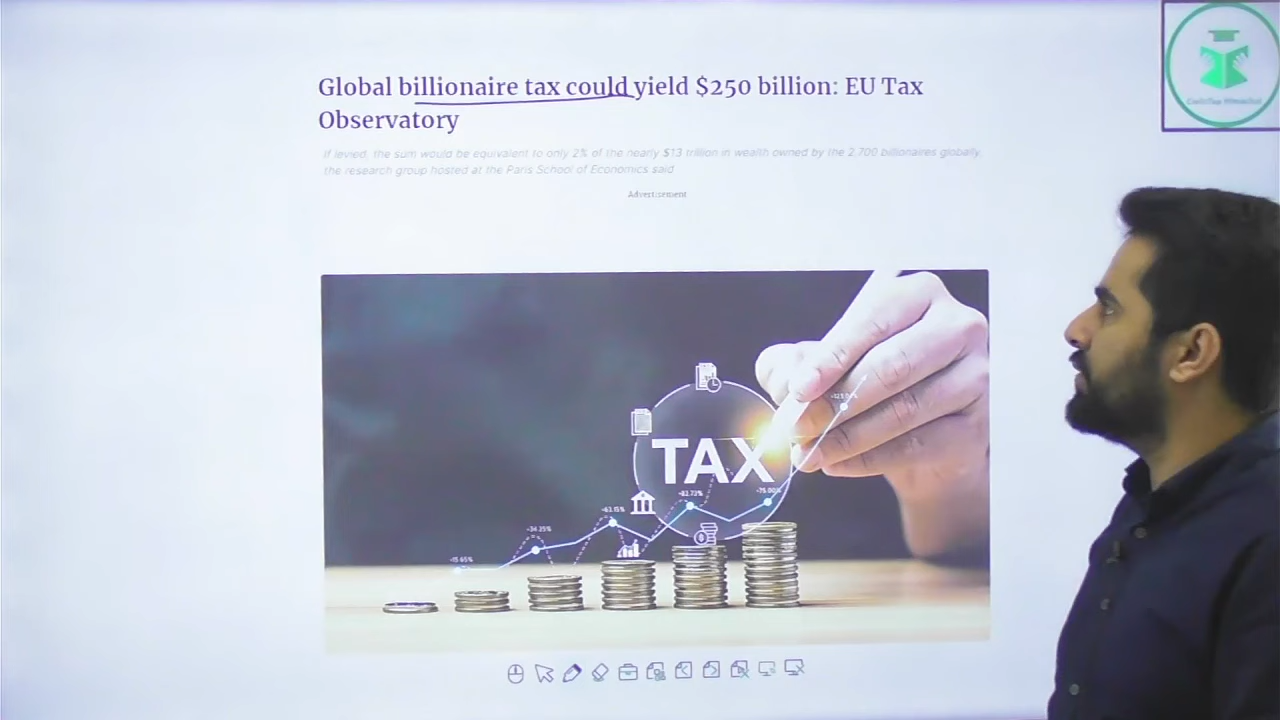 Global billionaire tax could yield $250 billion: EU Tax
Observatory
If levied, the sum would be equivalent to only 2% of the nearly $13 trillion in wealth owned by the 2,700 billionaires globally,
the research group hosted at the Paris School of Economics said
Advertisement
TAX